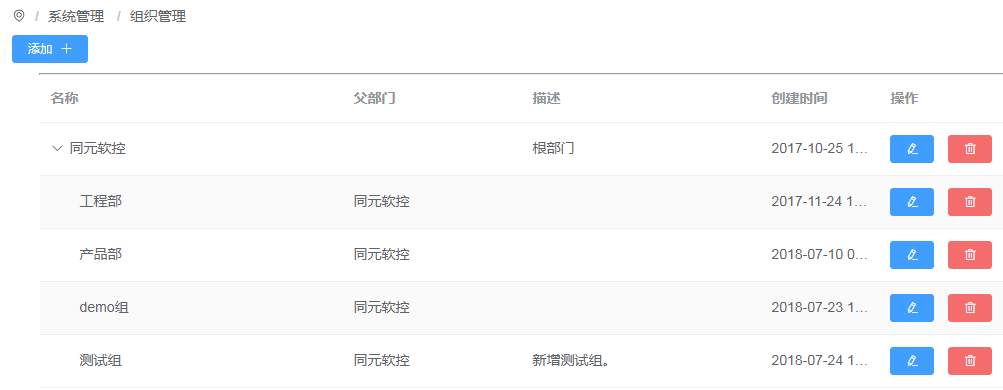 / 系统管理 / 组织管理
添加 +
名称 父部门 描述 创建时间 操作
同元软控 根部门 2017-10-25 1...
工程部 同元软控 2017-11-24 1...
产品部 同元软控 2018-07-10 0...
demo组 同元软控 2018-07-23 1...
测试组 同元软控 新增测试组。 2018-07-24 1...